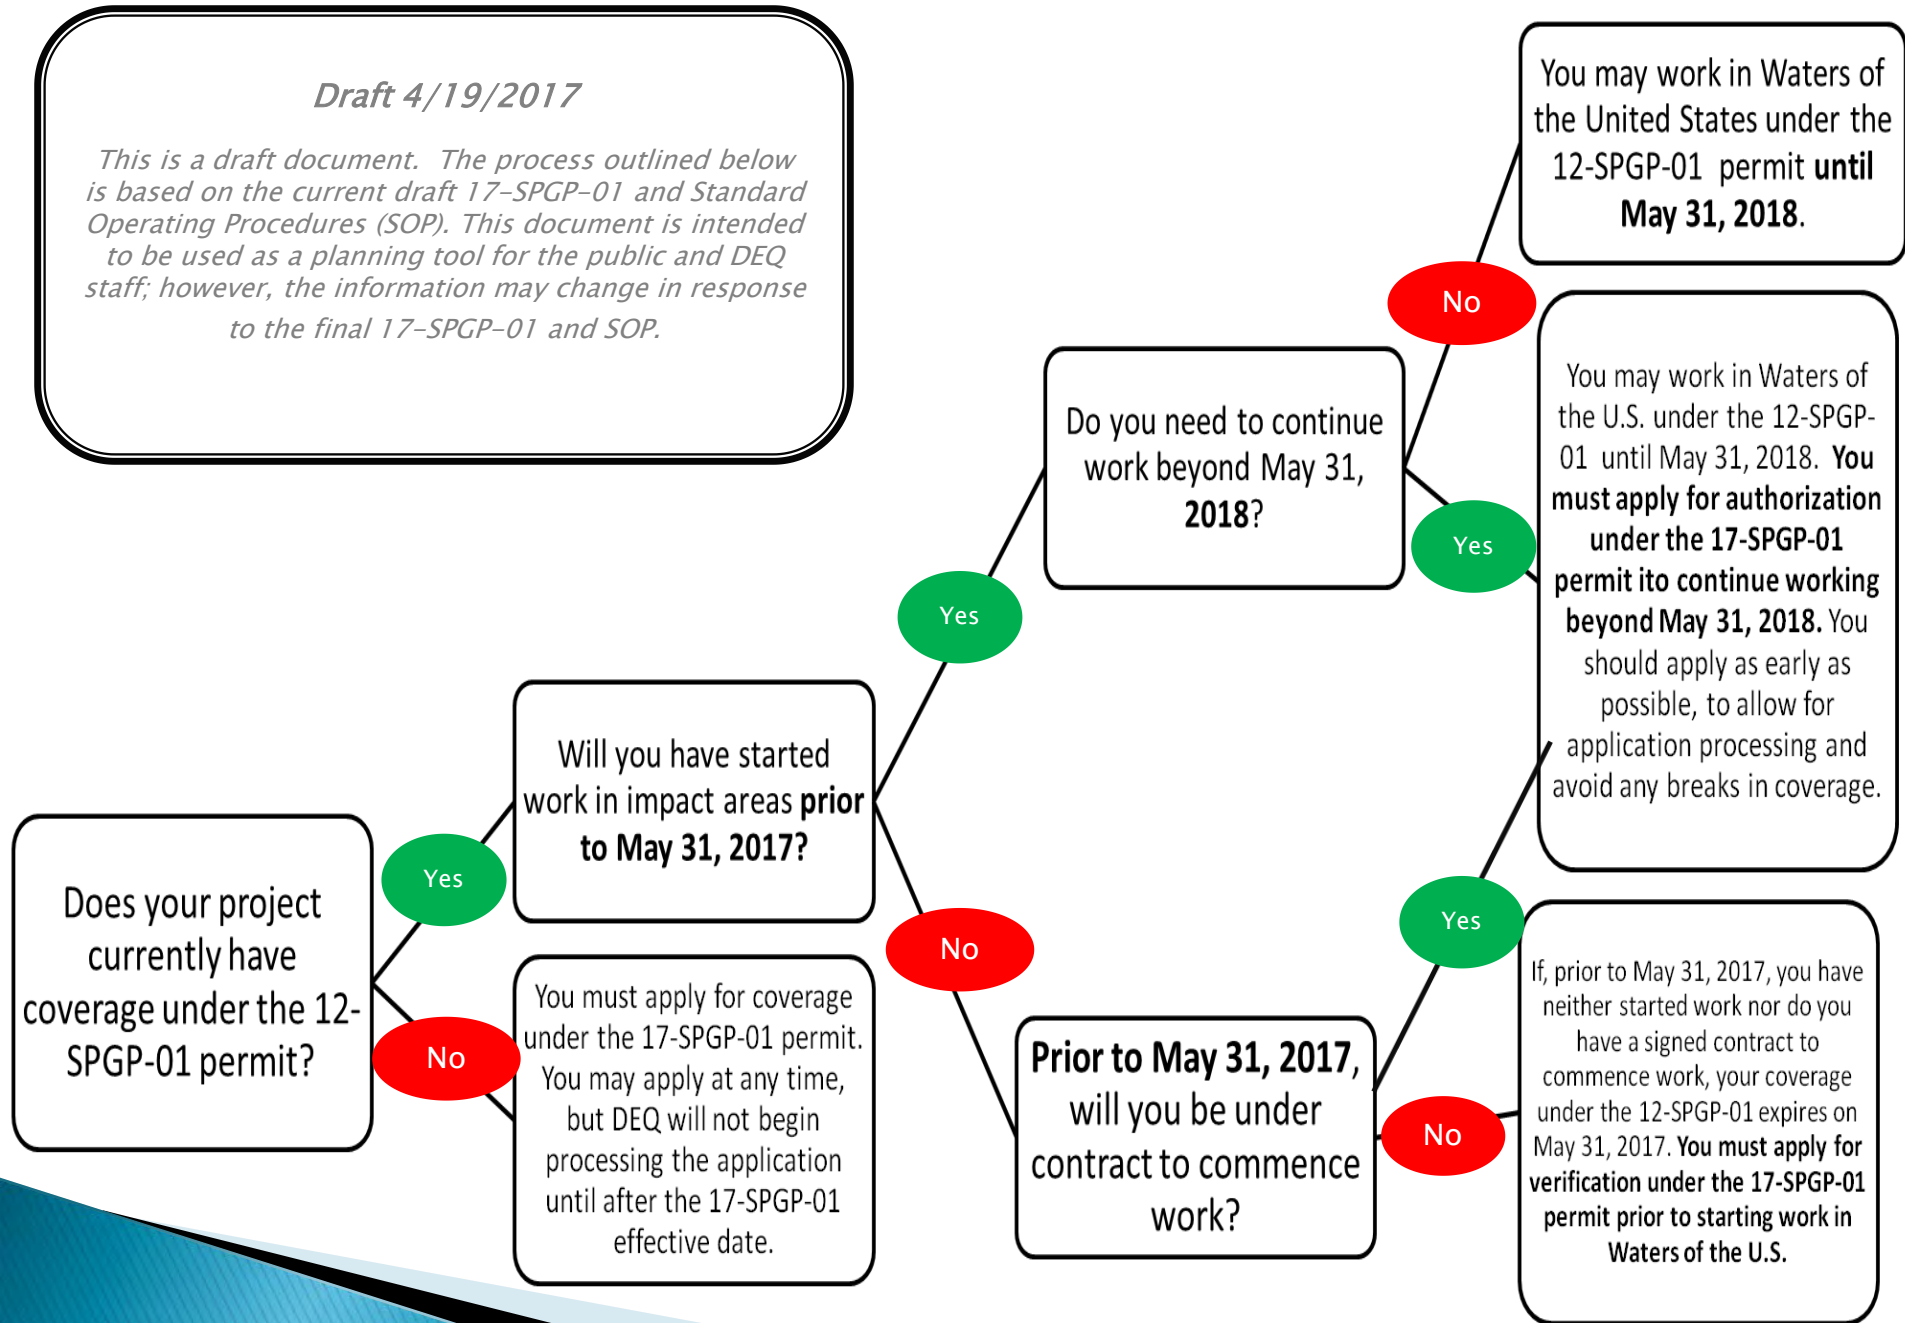 Draft 4/19/2017
This is a draft document.  The process outlined below
is based on the current draft 17-SPGP-01 and Standard
Operating Procedures (SOP). This document is intended
to be used as a planning tool for the public and DEQ
staff; however, the information may change in response
to the final 17-SPGP-01 and SOP.
Does your project
currently have
coverage under the 12-
SPGP-01 permit?
Yes
No
Will you have started
work in impact areas prior
to May 31, 2017?
You must apply for coverage
under the 17-SPGP-01 permit.
You may apply at any time,
but DEQ will not begin
processing the application
until after the 17-SPGP-01
effective date.
Yes
No
Do you need to continue
work beyond May 31,
2018?
Prior to May 31, 2017,
will you be under
contract to commence
work?
No
Yes
Yes
No
You may work in Waters of
the United States under the
12-SPGP-01 permit until
May 31, 2018.
You may work in Waters of
the U.S. under the 12-SPGP-
01 until May 31, 2018. You
must apply for authorization
under the 17-SPGP-01
permit ito continue working
beyond May 31, 2018. You
should apply as early as
possible, to allow for
application processing and
avoid any breaks in coverage.
If, prior to May 31, 2017, you have
neither started work nor do you
have a signed contract to
commence work, your coverage
under the 12-SPGP-01 expires on
May 31, 2017. You must apply for
verification under the 17-SPGP-01
permit prior to starting work in
Waters of the U.S.